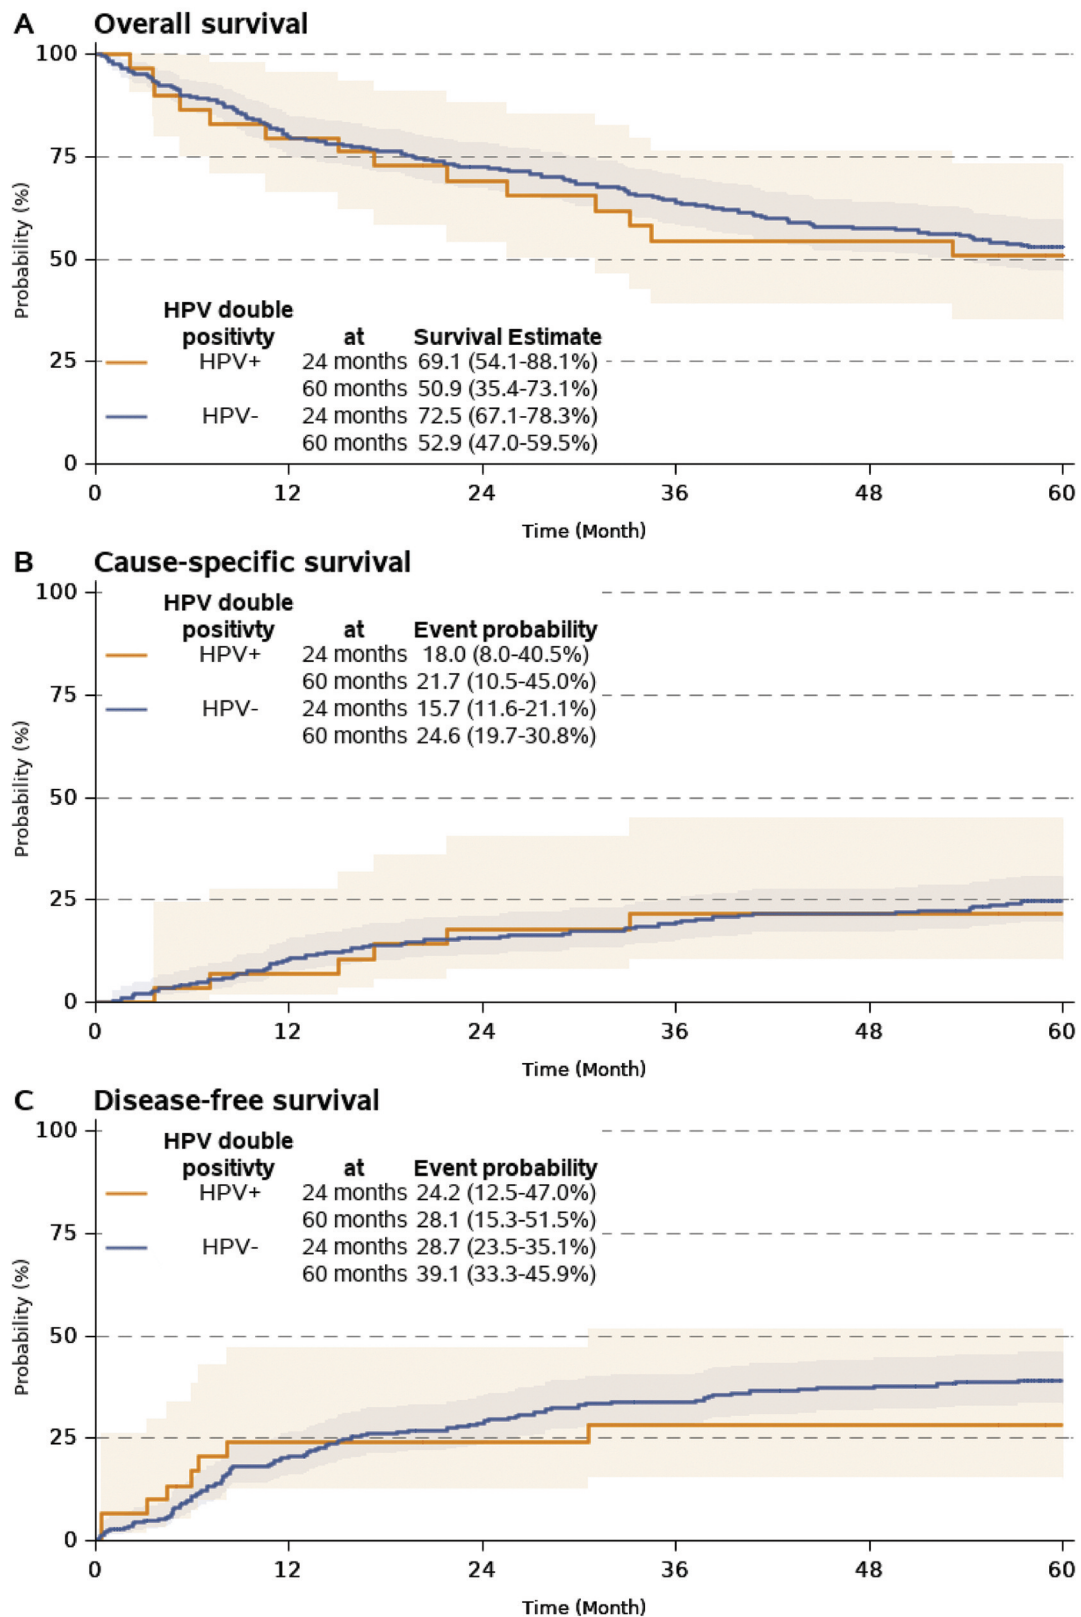 A Overall survival
100
75
50
25
0
Probability (%)
HPV double
positivty at Survival Estimate
HPV+ 24 months 69.1 (54.1-88.1%)
60 months 50.9 (35.4-73.1%)
HPV- 24 months 72.5 (67.1-78.3%)
60 months 52.9 (47.0-59.5%)
0 12 24 36 48 60
Time (Month)
B Cause-specific survival
100
75
50
25
0
Probability (%)
HPV double
positivty at Event probability
HPV+ 24 months 18.0 (8.0-40.5%)
60 months 21.7 (10.5-45.0%)
HPV- 24 months 15.7 (11.6-21.1%)
60 months 24.6 (19.7-30.8%)
0 12 24 36 48 60
Time (Month)
C Disease-free survival
100
75
50
25
0
Probability (%)
HPV double
positivty at Event probability
HPV+ 24 months 24.2 (12.5-47.0%)
60 months 28.1 (15.3-51.5%)
HPV- 24 months 28.7 (23.5-35.1%)
60 months 39.1 (33.3-45.9%)
0 12 24 36 48 60
Time (Month)